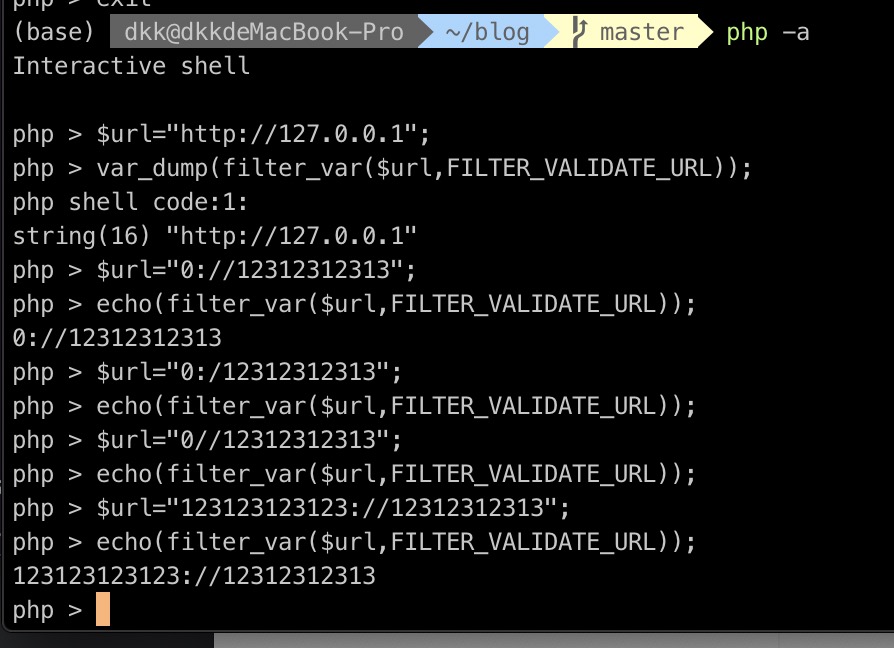 php > exit
(base) dkk@dkkdeMacBook-Pro ~/blog master php -a
Interactive shell
php > $url="http://127.0.0.1";
php > var_dump(filter_var($url,FILTER_VALIDATE_URL));
php shell code:1:
string(16) "http://127.0.0.1"
php > $url="0://12312312313";
php > echo(filter_var($url,FILTER_VALIDATE_URL));
0://12312312313
php > $url="0:/12312312313";
php > echo(filter_var($url,FILTER_VALIDATE_URL));
php > $url="0//12312312313";
php > echo(filter_var($url,FILTER_VALIDATE_URL));
php > $url="123123123123://12312312313";
php > echo(filter_var($url,FILTER_VALIDATE_URL));
123123123123://12312312313
php >